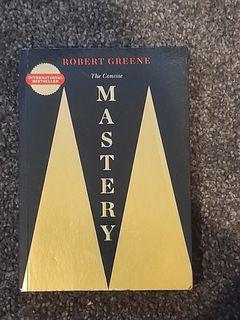 ROBERT GREENE
INTERNATIONAL
BESTSELLER
The Concise
MASTERY